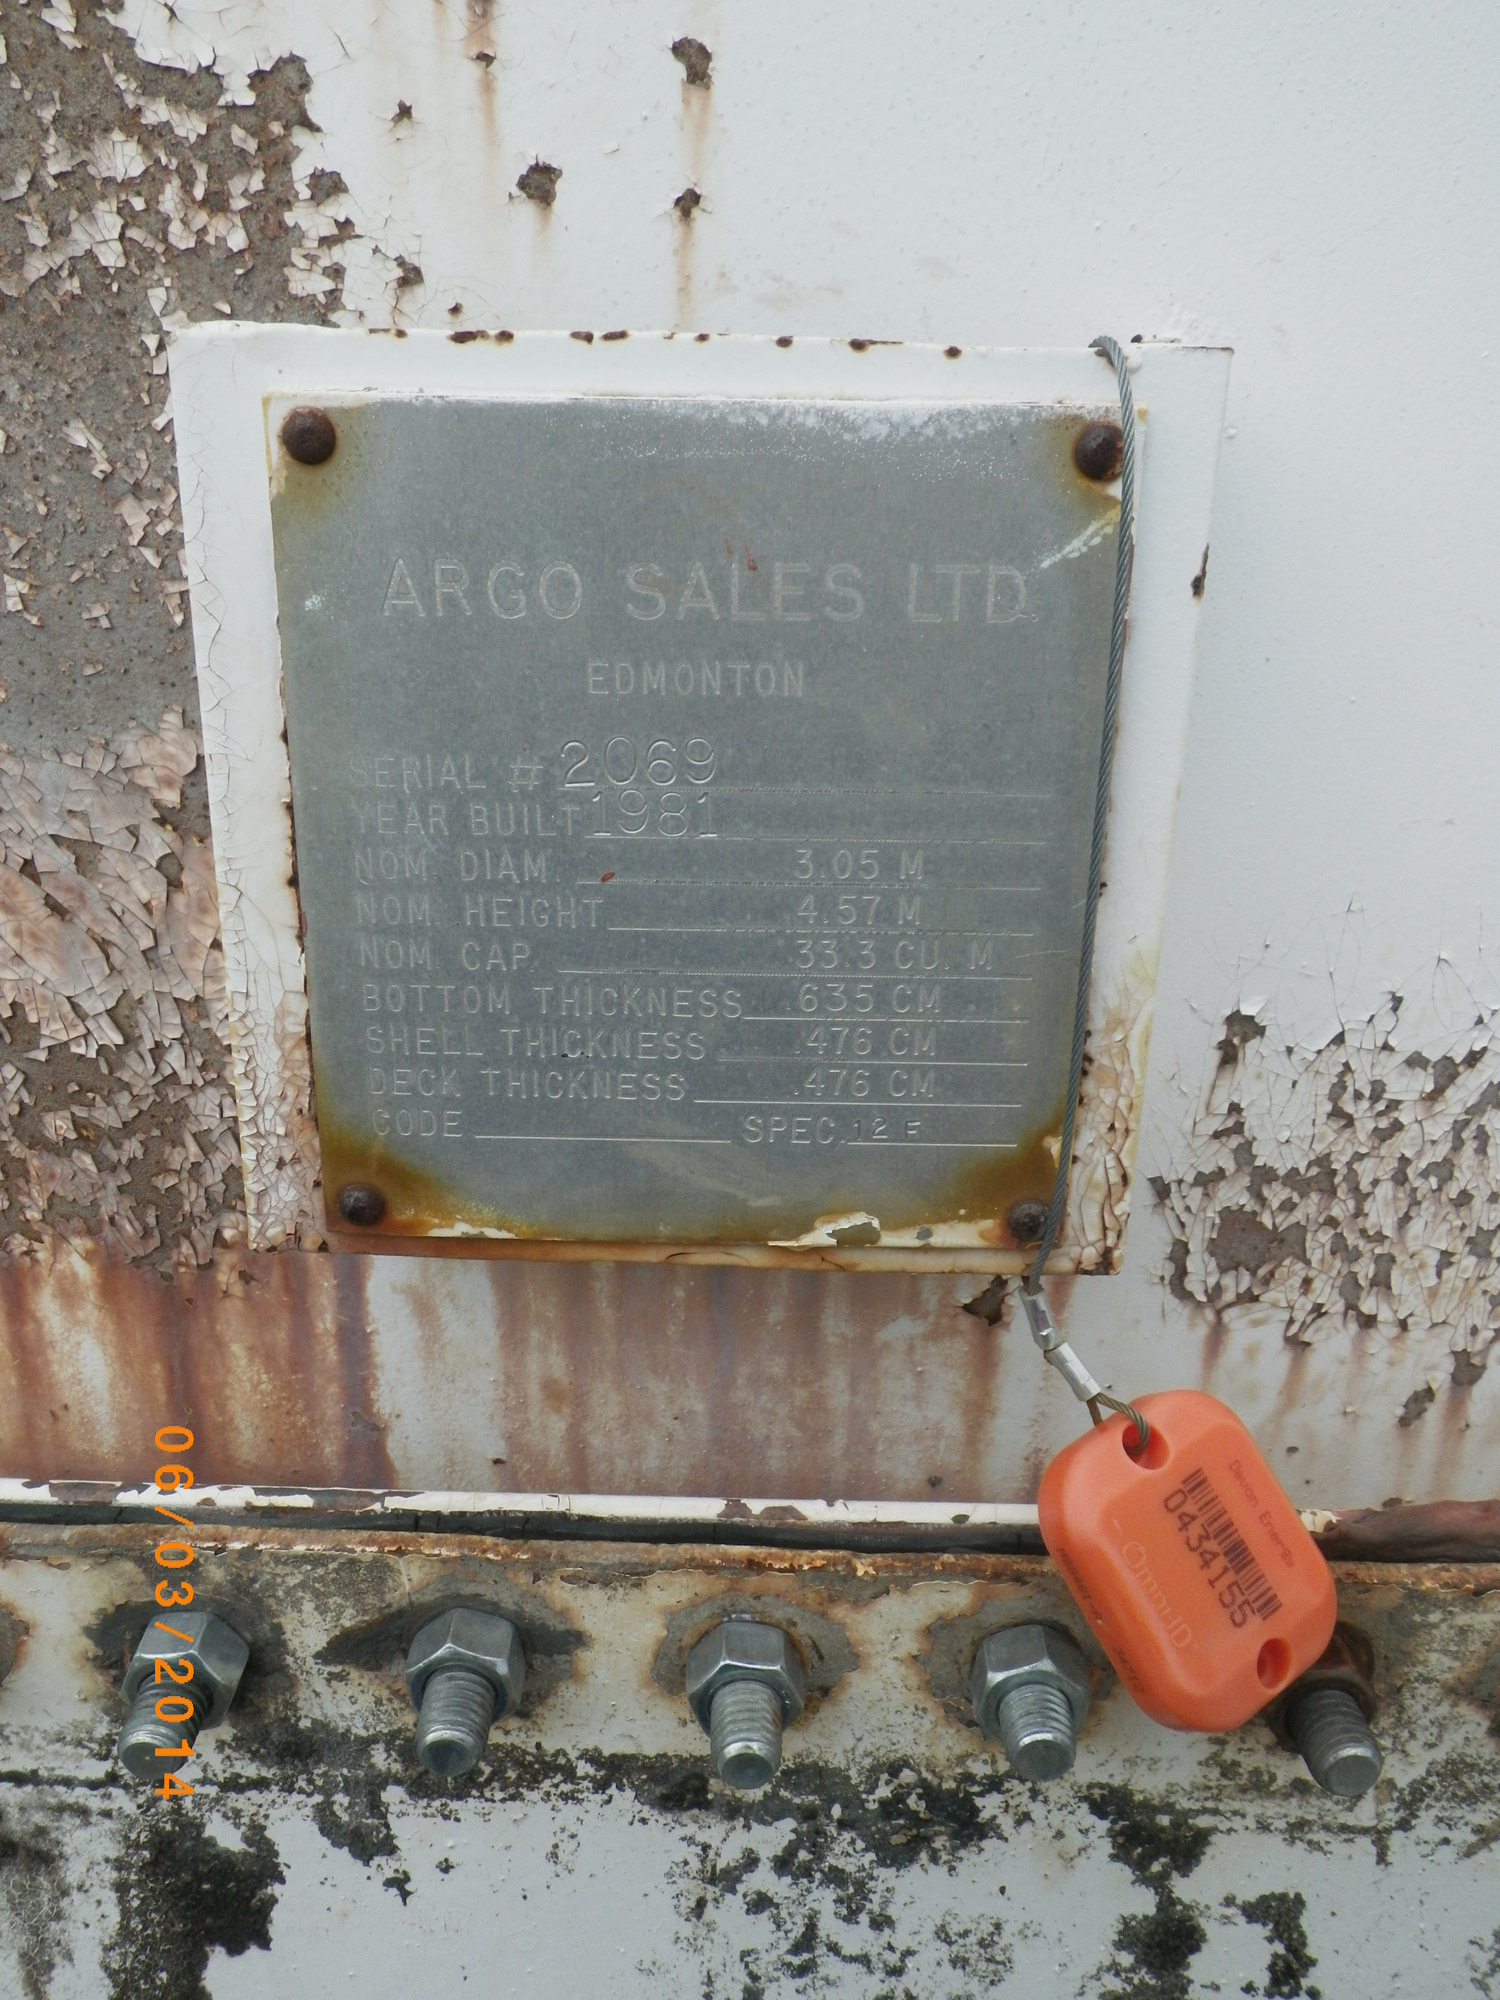 ARGO SALES LTD.
EDMONTON
SERIAL # 2069
YEAR BUILT 1981
NOM. DIAM. 3.05 M
NOM. HEIGHT 4.57 M
NOM. CAP. 33.3 CU. M
BOTTOM THICKNESS .635 CM
SHELL THICKNESS .476 CM
DECK THICKNESS .476 CM
CODE SPEC. 12 F
Devon Energy
0434155
OmniID
06/03/2014